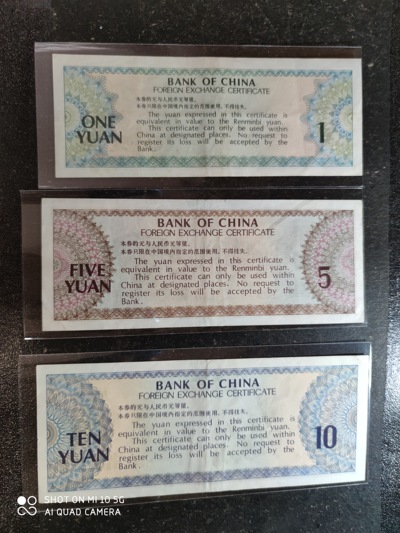 BANK OF CHINA
FOREIGN EXCHANGE CERTIFICATE
本券的元与人民币元等值。
本券只限在中国境内指定的范围使用，不得挂失。
ONE
YUAN
The yuan expressed in this certificate is
equivalent in value to the Renminbi yuan.
This certificate can only be used within
China at designated places. No request to
register its loss will be accepted by the
Bank.
1
BANK OF CHINA
FOREIGN EXCHANGE CERTIFICATE
本券的元与人民币元等值。
本券只限在中国境内指定的范围使用，不得挂失。
FIVE
YUAN
The yuan expressed in this certificate is
equivalent in value to the Renminbi yuan.
This certificate can only be used within
China at designated places. No request to
register its loss will be accepted by the
Bank.
5
BANK OF CHINA
FOREIGN EXCHANGE CERTIFICATE
本券的元与人民币元等值。
本券只限在中国境内指定的范围使用，不得挂失。
TEN
YUAN
The yuan expressed in this certificate is
equivalent in value to the Renminbi yuan.
This certificate can only be used within
China at designated places. No request to
register its loss will be accepted by the
Bank.
10
SHOT ON MI 10 5G
AI QUAD CAMERA